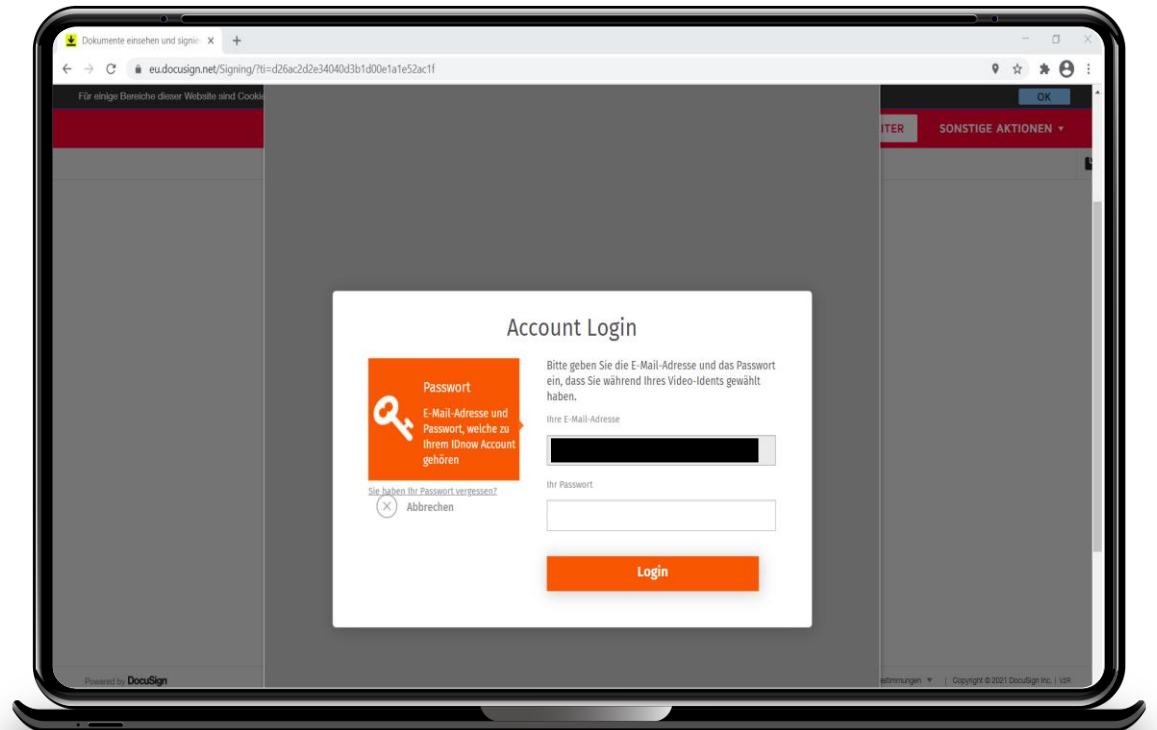 Dokumente einsehen und signie
eu.docusign.net/Signing/?ti=d26ac2d2e34040d3b1d00e1a1e52ac1f
Für einige Bereiche dieser Website sind Cookie
OK
ITER
SONSTIGE AKTIONEN
Account Login
Passwort
E-Mail-Adresse und
Passwort, welche zu
Ihrem IDnow Account
gehören
Sie haben Ihr Passwort vergessen?
Abbrechen
Bitte geben Sie die E-Mail-Adresse und das Passwort
ein, dass Sie während Ihres Video-Idents gewählt
haben.
Ihre E-Mail-Adresse
Ihr Passwort
Login
Powered by DocuSign
estimmungen
| Copyright © 2021 DocuSign Inc. |